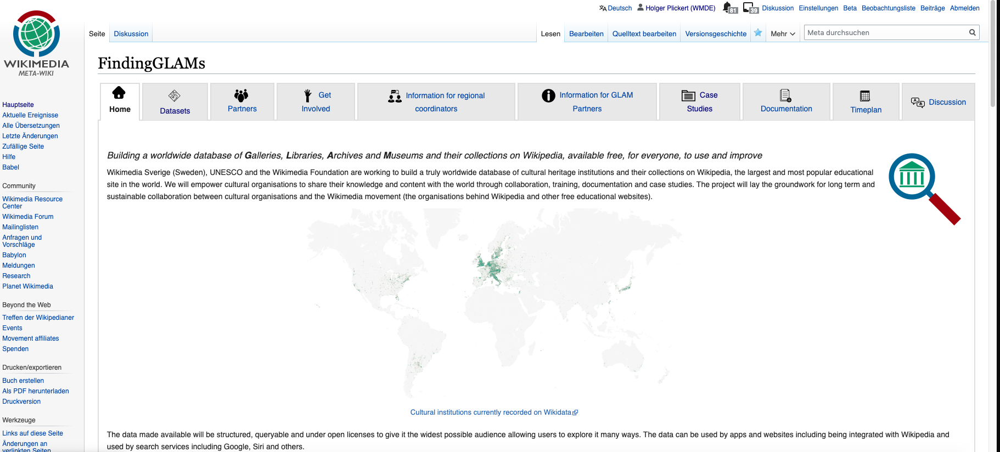 Deutsch Holger Plickert (WMDE) 81 39 Diskussion Einstellungen Beta Beobachtungsliste Beiträge Abmelden
WIKIMEDIA
META-WIKI
Seite Diskussion Lesen Bearbeiten Quelltext bearbeiten Versionsgeschichte Mehr Meta durchsuchen
FindingGLAMs
Home
Datasets
Partners
Get
Involved
Information for regional
coordinators
Information for GLAM
Partners
Case
Studies
Documentation
Timeplan
Discussion
Hauptseite
Aktuelle Ereignisse
Alle Übersetzungen
Letzte Änderungen
Zufällige Seite
Hilfe
Babel
Community
Wikimedia Resource
Center
Wikimedia Forum
Mailinglisten
Anfragen und
Vorschläge
Babylon
Meldungen
Research
Planet Wikimedia
Beyond the Web
Treffen der Wikipedianer
Events
Movement affiliates
Spenden
Drucken/exportieren
Buch erstellen
Als PDF herunterladen
Druckversion
Werkzeuge
Links auf diese Seite
Änderungen an
verlinkten Seiten
Building a worldwide database of Galleries, Libraries, Archives and Museums and their collections on Wikipedia, available free, for everyone, to use and improve
Wikimedia Sverige (Sweden), UNESCO and the Wikimedia Foundation are working to build a truly worldwide database of cultural heritage institutions and their collections on Wikipedia, the largest and most popular educational
site in the world. We will empower cultural organisations to share their knowledge and content with the world through collaboration, training, documentation and case studies. The project will lay the groundwork for long term and
sustainable collaboration between cultural organisations and the Wikimedia movement (the organisations behind Wikipedia and other free educational websites).
Cultural institutions currently recorded on Wikidata
The data made available will be structured, queryable and under open licenses to give it the widest possible audience allowing users to explore it many ways. The data can be used by apps and websites including being integrated with Wikipedia and
used by search services including Google, Siri and others.